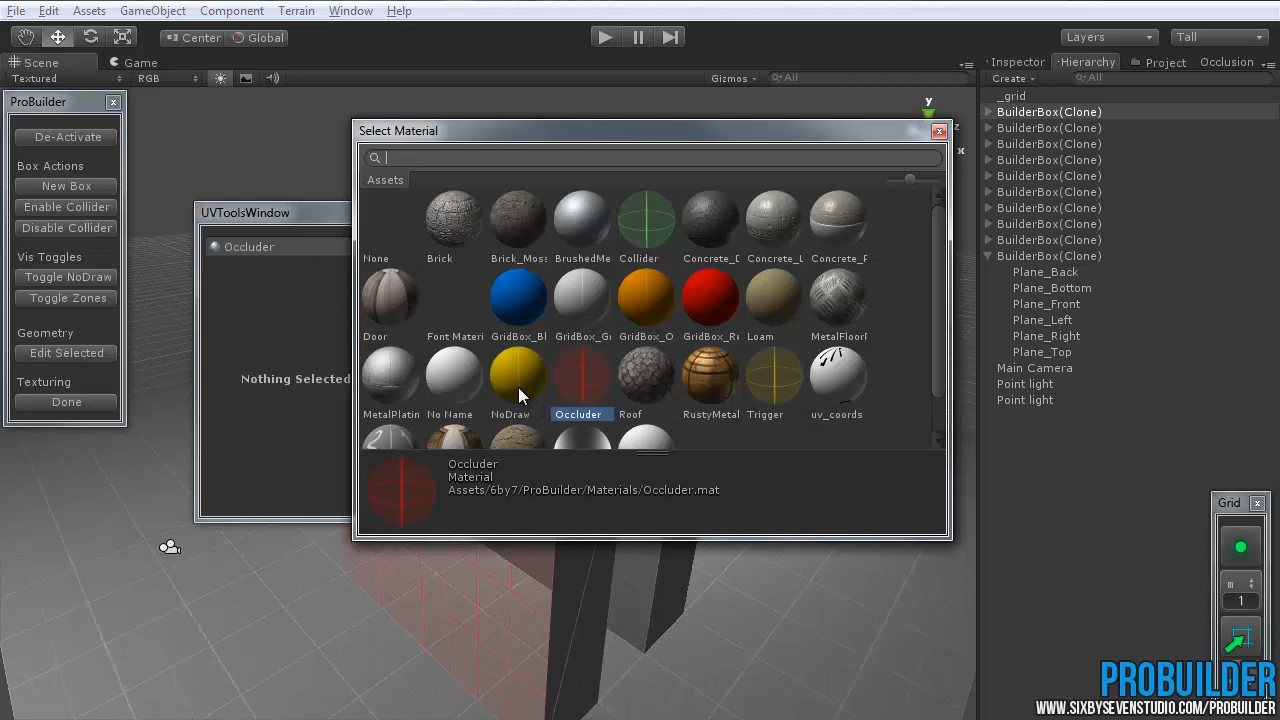 File Edit Assets GameObject Component Terrain Window Help
Center Global
Layers Tall
Scene Game
Inspector Hierarchy Project Occlusion
Textured RGB Gizmos All
Create All
ProBuilder x
De-Activate
Box Actions
New Box
Enable Collider
Disable Collider
Vis Toggles
Toggle NoDraw
Toggle Zones
Geometry
Edit Selected
Texturing
Done
UVToolsWindow
Occluder
Nothing Selected
Select Material
Assets
None Brick Brick_Moss BrushedMe Collider Concrete_D Concrete_L Concrete_P
Door Font Materi GridBox_Bl GridBox_Gr GridBox_O GridBox_Re Loam MetalFloorP
MetalPlatin No Name NoDraw Occluder Roof RustyMetal Trigger uv_coords
Occluder
Material
Assets/6by7/ProBuilder/Materials/Occluder.mat
y
z
x
_grid
BuilderBox(Clone)
BuilderBox(Clone)
BuilderBox(Clone)
BuilderBox(Clone)
BuilderBox(Clone)
BuilderBox(Clone)
BuilderBox(Clone)
BuilderBox(Clone)
BuilderBox(Clone)
BuilderBox(Clone)
Plane_Back
Plane_Bottom
Plane_Front
Plane_Left
Plane_Right
Plane_Top
Main Camera
Point light
Point light
Grid x
m
1
PROBUILDER
WWW.SIXBYSEVENSTUDIO.COM/PROBUILDER